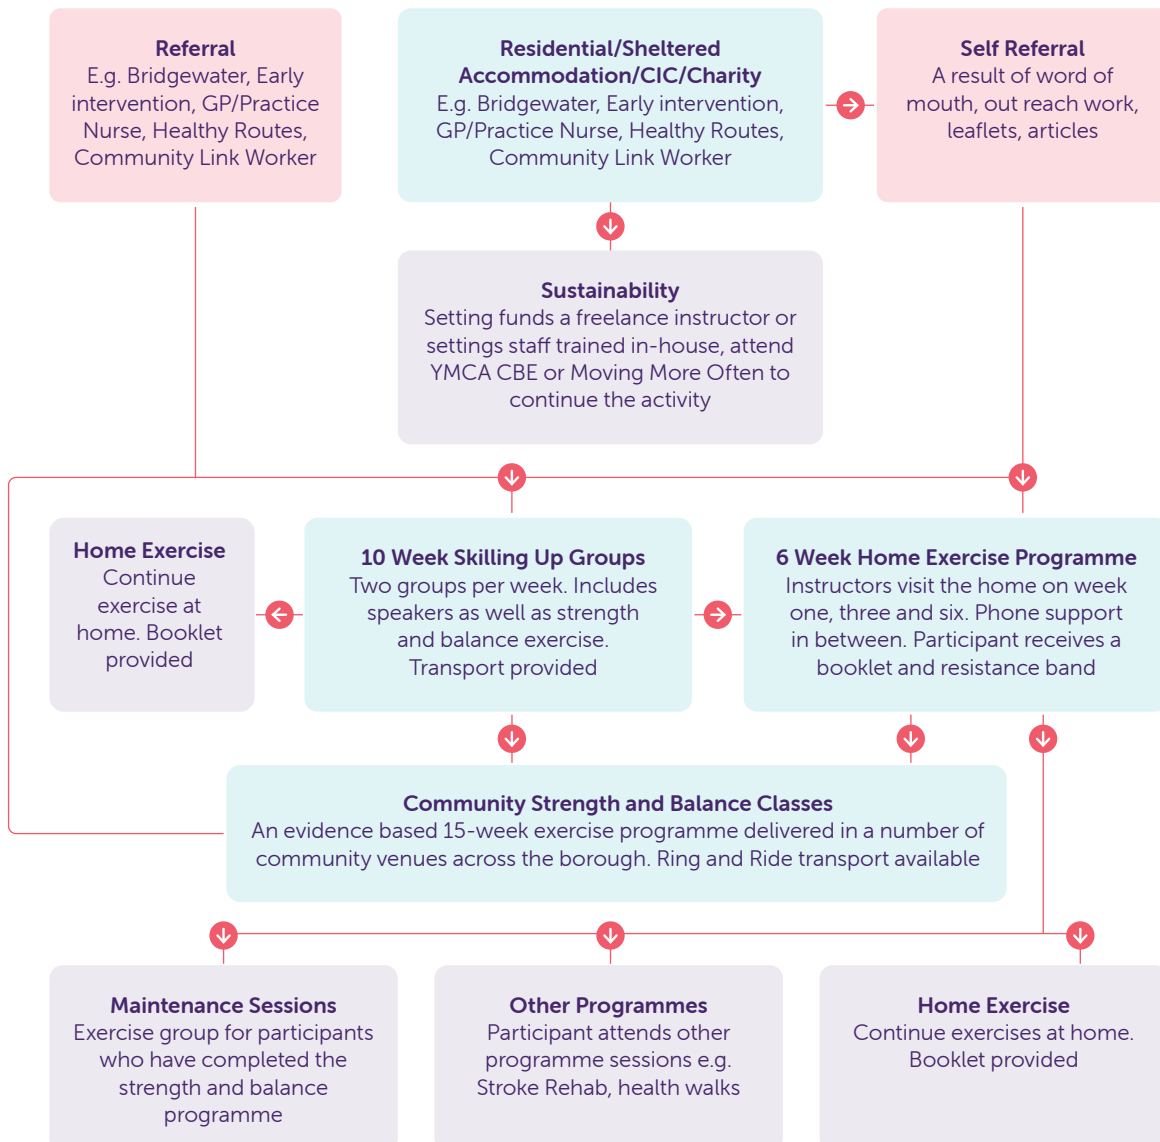 Referral
E.g. Bridgewater, Early
intervention, GP/Practice
Nurse, Healthy Routes,
Community Link Worker
Residential/Sheltered
Accommodation/CIC/Charity
E.g. Bridgewater, Early intervention,
GP/Practice Nurse, Healthy Routes,
Community Link Worker
Self Referral
A result of word of
mouth, out reach work,
leaflets, articles
Sustainability
Setting funds a freelance instructor or
settings staff trained in-house, attend
YMCA CBE or Moving More Often to
continue the activity
Home Exercise
Continue
exercise at
home. Booklet
provided
10 Week Skilling Up Groups
Two groups per week. Includes
speakers as well as strength
and balance exercise.
Transport provided
6 Week Home Exercise Programme
Instructors visit the home on week
one, three and six. Phone support
in between. Participant receives a
booklet and resistance band
Community Strength and Balance Classes
An evidence based 15-week exercise programme delivered in a number of
community venues across the borough. Ring and Ride transport available
Maintenance Sessions
Exercise group for participants
who have completed the
strength and balance
programme
Other Programmes
Participant attends other
programme sessions e.g.
Stroke Rehab, health walks
Home Exercise
Continue exercises at home.
Booklet provided